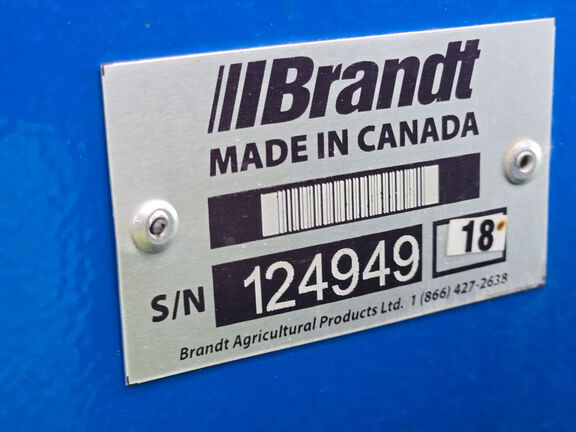 Brandt
MADE IN CANADA
S/N 124949 18
Brandt Agricultural Products Ltd. 1 (866) 427-2638